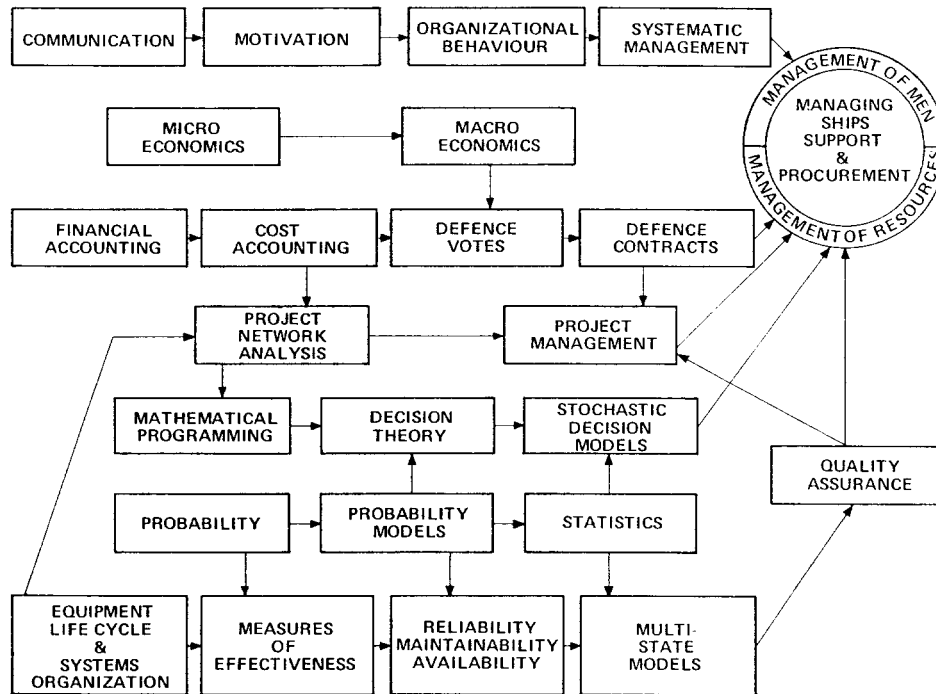 COMMUNICATION
MOTIVATION
ORGANIZATIONAL
BEHAVIOUR
SYSTEMATIC
MANAGEMENT
MANAGEMENT OF MEN
MANAGING
SHIPS
SUPPORT
&
PROCUREMENT
MANAGEMENT OF RESOURCES
MICRO
ECONOMICS
MACRO
ECONOMICS
FINANCIAL
ACCOUNTING
COST
ACCOUNTING
DEFENCE
VOTES
DEFENCE
CONTRACTS
PROJECT
NETWORK
ANALYSIS
PROJECT
MANAGEMENT
MATHEMATICAL
PROGRAMMING
DECISION
THEORY
STOCHASTIC
DECISION
MODELS
QUALITY
ASSURANCE
PROBABILITY
PROBABILITY
MODELS
STATISTICS
EQUIPMENT
LIFE CYCLE
&
SYSTEMS
ORGANIZATION
MEASURES
OF
EFFECTIVENESS
RELIABILITY
MAINTAINABILITY
AVAILABILITY
MULTI-
STATE
MODELS